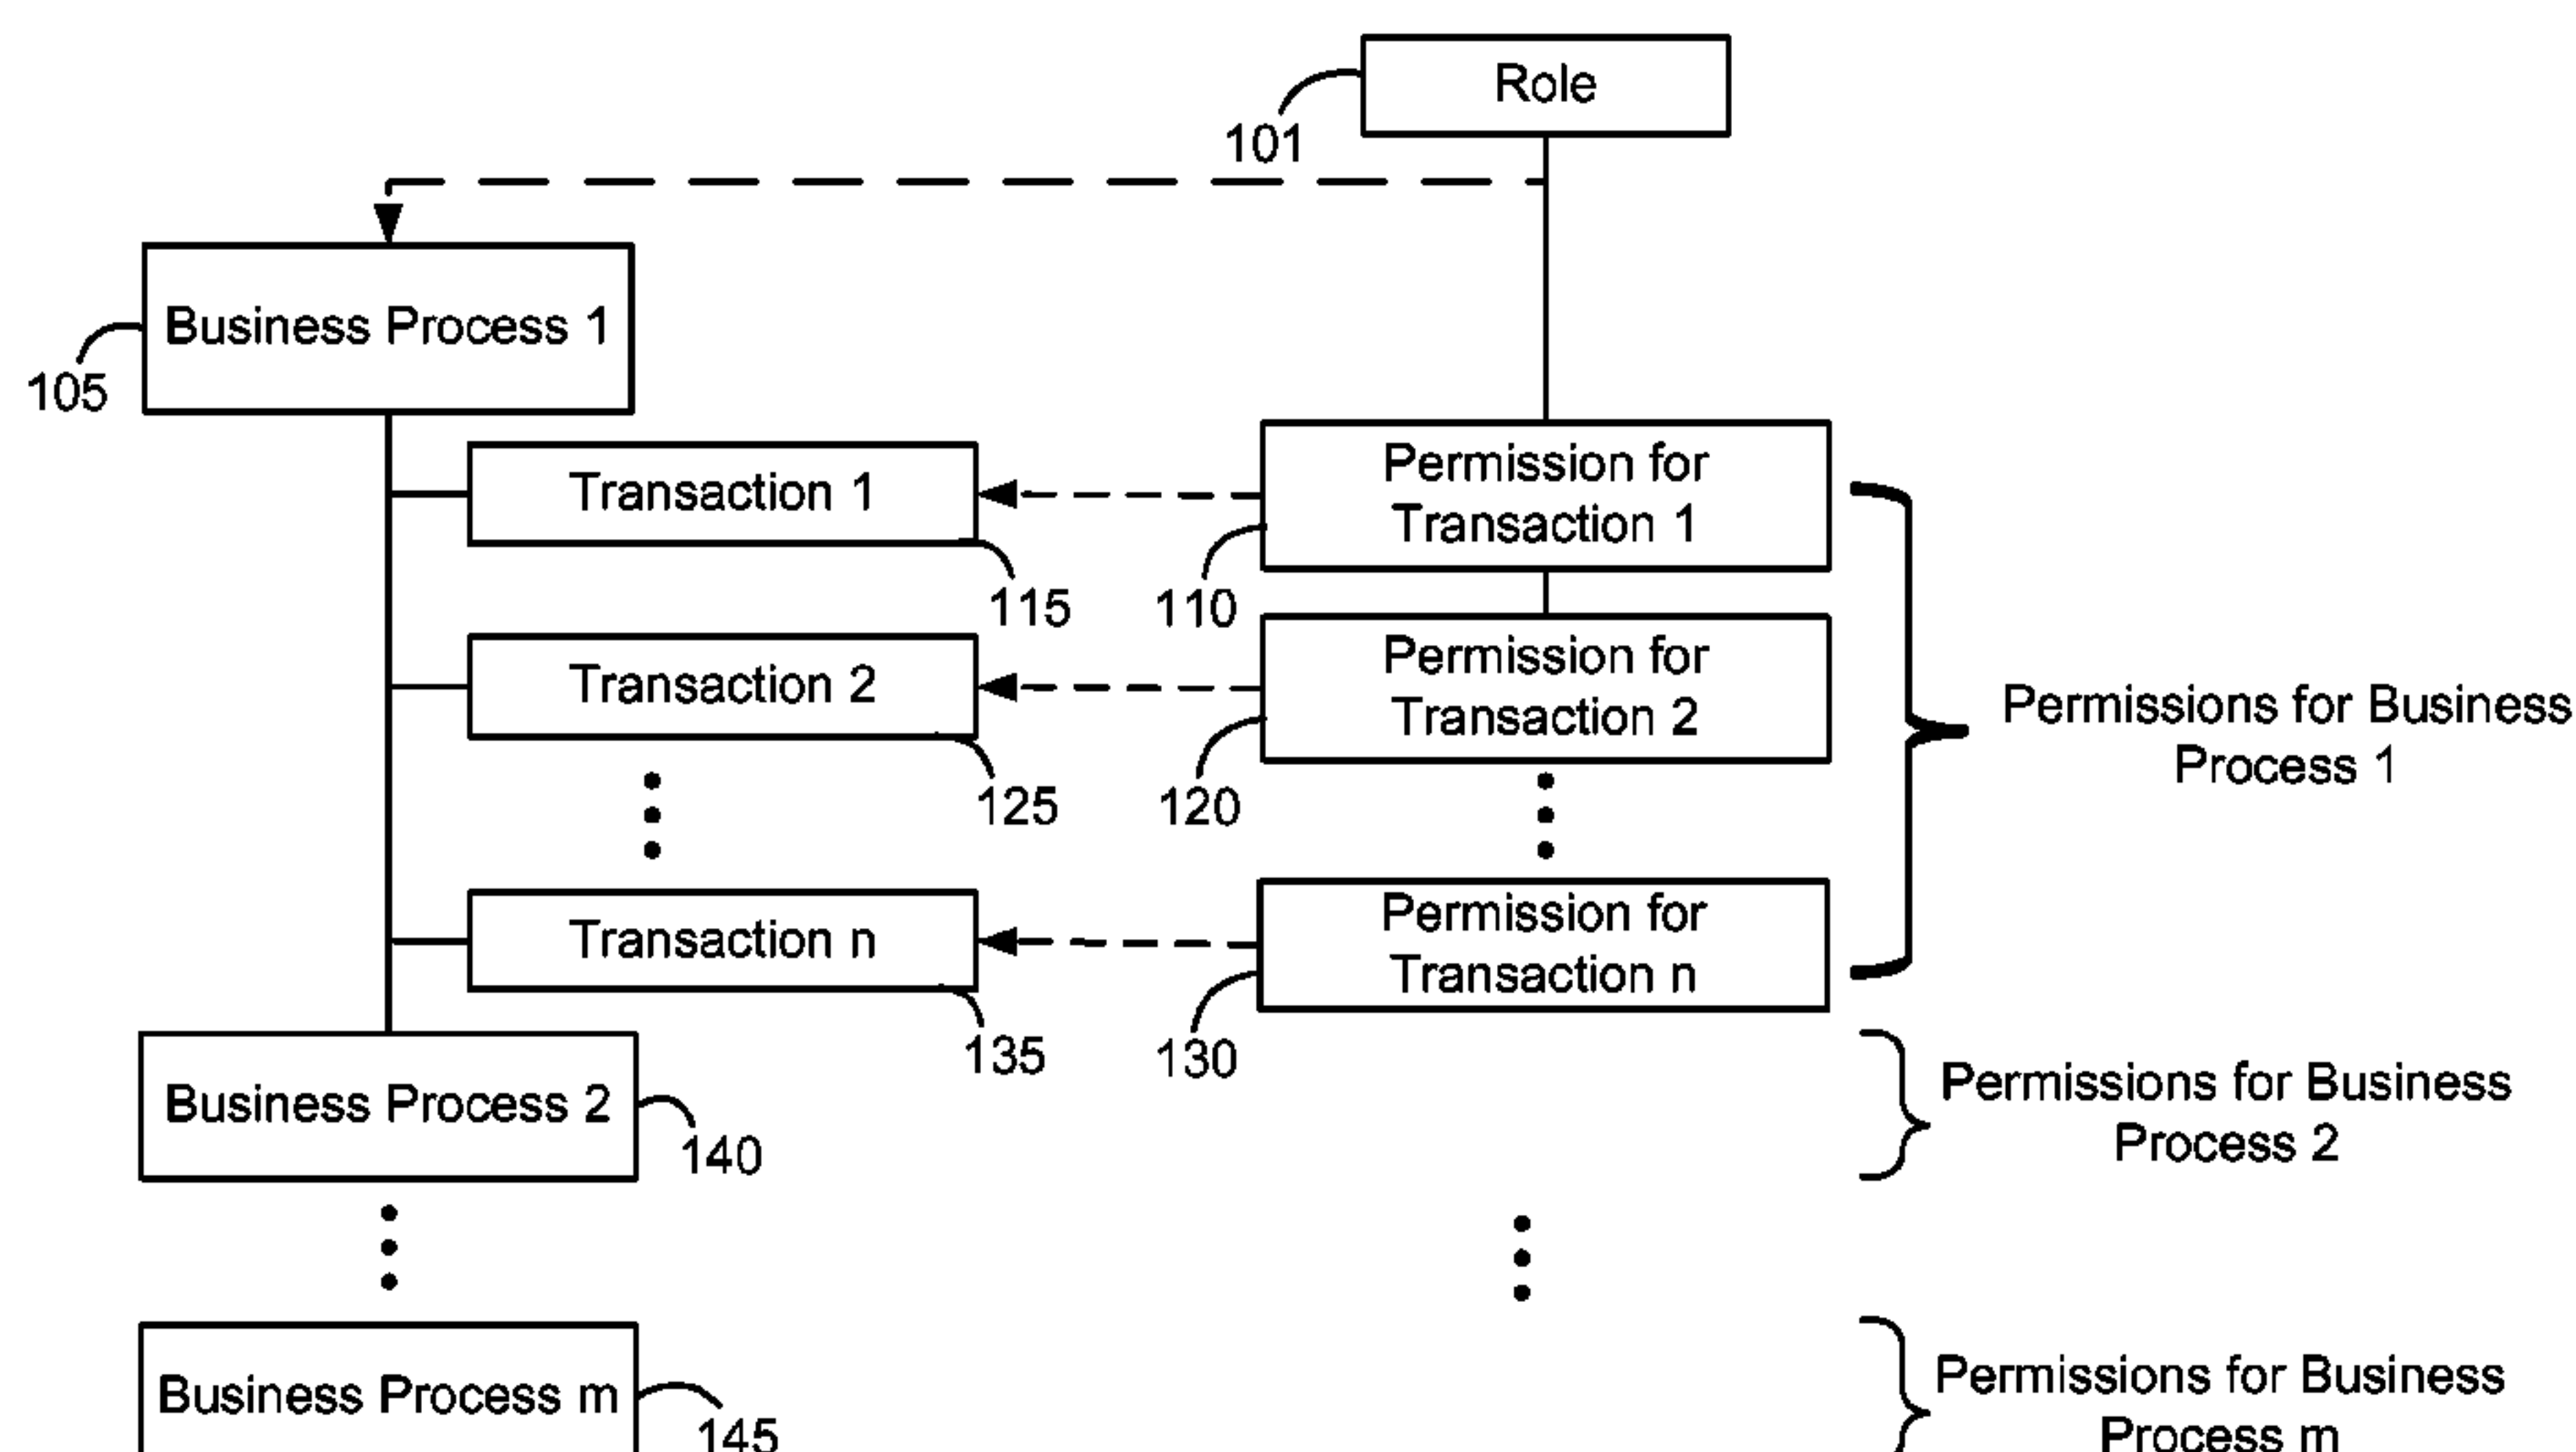 Role
101
Business Process 1
105
Transaction 1
Permission for
Transaction 1
115
110
Transaction 2
Permission for
Transaction 2
125
120
Permissions for Business
Process 1
Transaction n
Permission for
Transaction n
135
130
Business Process 2
140
Permissions for Business
Process 2
Business Process m
145
Permissions for Business
Process m